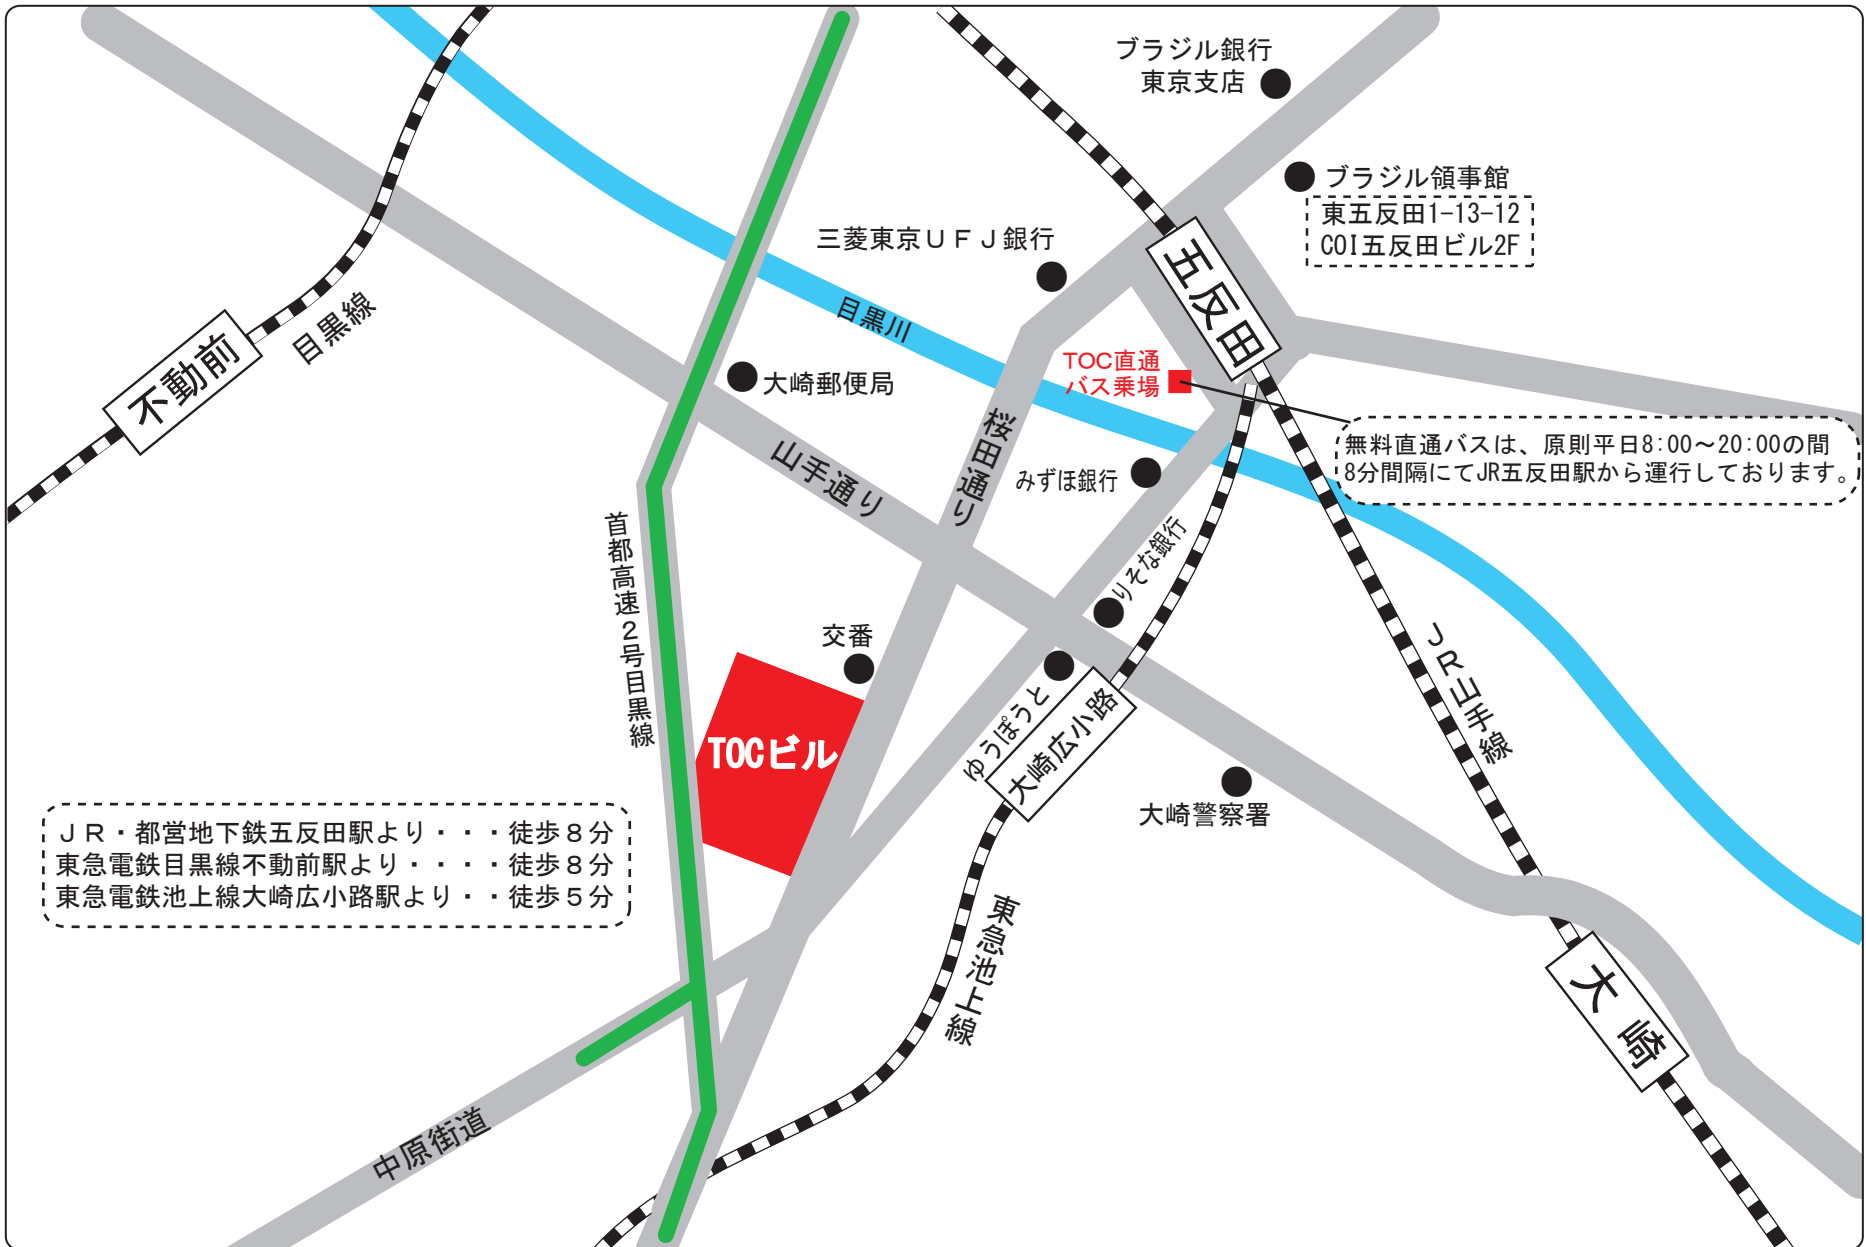 ブラジル銀行
東京支店
ブラジル領事館
東五反田1-13-12
COI五反田ビル2F
三菱東京ＵＦＪ銀行
五反田
目黒川
目黒線
不動前
TOC直通
バス乗場
大崎郵便局
桜田通り
無料直通バスは、原則平日8:00～20:00の間
8分間隔にてJR五反田駅から運行しております。
山手通り
みずほ銀行
首都高速２号目黒線
りそな銀行
交番
ＪＲ山手線
ゆうぽうと
大崎広小路
TOCビル
大崎警察署
ＪＲ・都営地下鉄五反田駅より・・・徒歩８分
東急電鉄目黒線不動前駅より・・・・徒歩８分
東急電鉄池上線大崎広小路駅より・・徒歩５分
東急池上線
大崎
中原街道